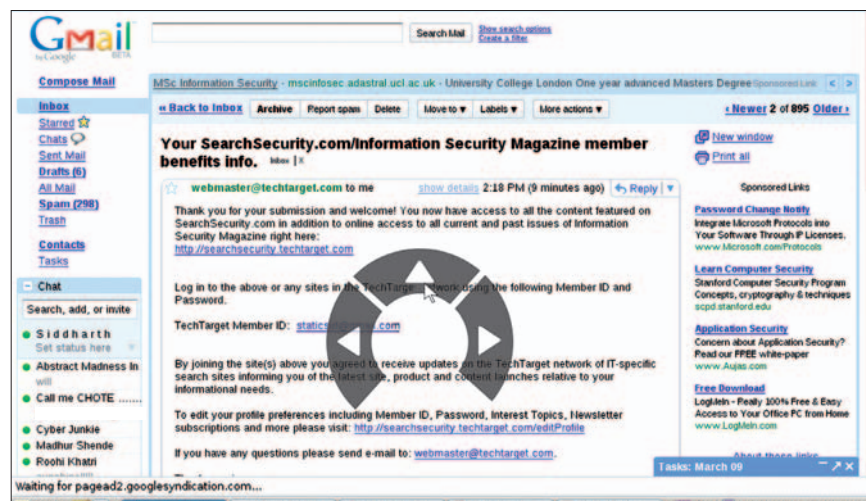 Gmail
by Google BETA
Search Mail
Show search options
Create a filter
Compose Mail
Inbox
Starred
Chats
Sent Mail
Drafts (6)
All Mail
Spam (298)
Trash
Contacts
Tasks
Chat
Search, add, or invite
Siddharth
Set status here
Abstract Madness In
will
Call me CHOTE ........
Cyber Junkie
Madhur Shende
Roohi Khatri
MSc Information Security - mscinfosec.adastral.ucl.ac.uk - University College London One year advanced Masters Degree Sponsored Link < >
« Back to Inbox Archive Report spam Delete Move to ▼ Labels ▼ More actions ▼ ‹ Newer 2 of 895 Older ›
Your SearchSecurity.com/Information Security Magazine member
benefits info. Inbox | X
webmaster@techtarget.com to me show details 2:18 PM (9 minutes ago) Reply ▼
Thank you for your submission and welcome! You now have access to all the content featured on
SearchSecurity.com in addition to online access to all current and past issues of Information
Security Magazine right here:
http://searchsecurity.techtarget.com
Log in to the above or any sites in the TechTarget network using the following Member ID and
Password.
TechTarget Member ID: .com
By joining the site(s) above you agreed to receive updates on the TechTarget network of IT-specific
search sites informing you of the latest site, product and content launches relative to your
informational needs.
To edit your profile preferences including Member ID, Password, Interest Topics, Newsletter
subscriptions and more please visit: http://searchsecurity.techtarget.com/editProfile
If you have any questions please send e-mail to: webmaster@techtarget.com.
New window
Print all
Sponsored Links
Password Change Notify
Integrate Microsoft Protocols into
Your Software Through IP Licenses.
www.Microsoft.com/Protocols
Learn Computer Security
Stanford Computer Security Program
Concepts, cryptography & techniques
scpd.stanford.edu
Application Security
Concern about Application Security?
Read our FREE white-paper
www.Aujas.com
Free Download
LogMeIn - Really 100% Free & Easy
Access to Your Office PC from Home
www.LogMeIn.com
About these links
Tasks: March 09
Waiting for pagead2.googlesyndication.com...